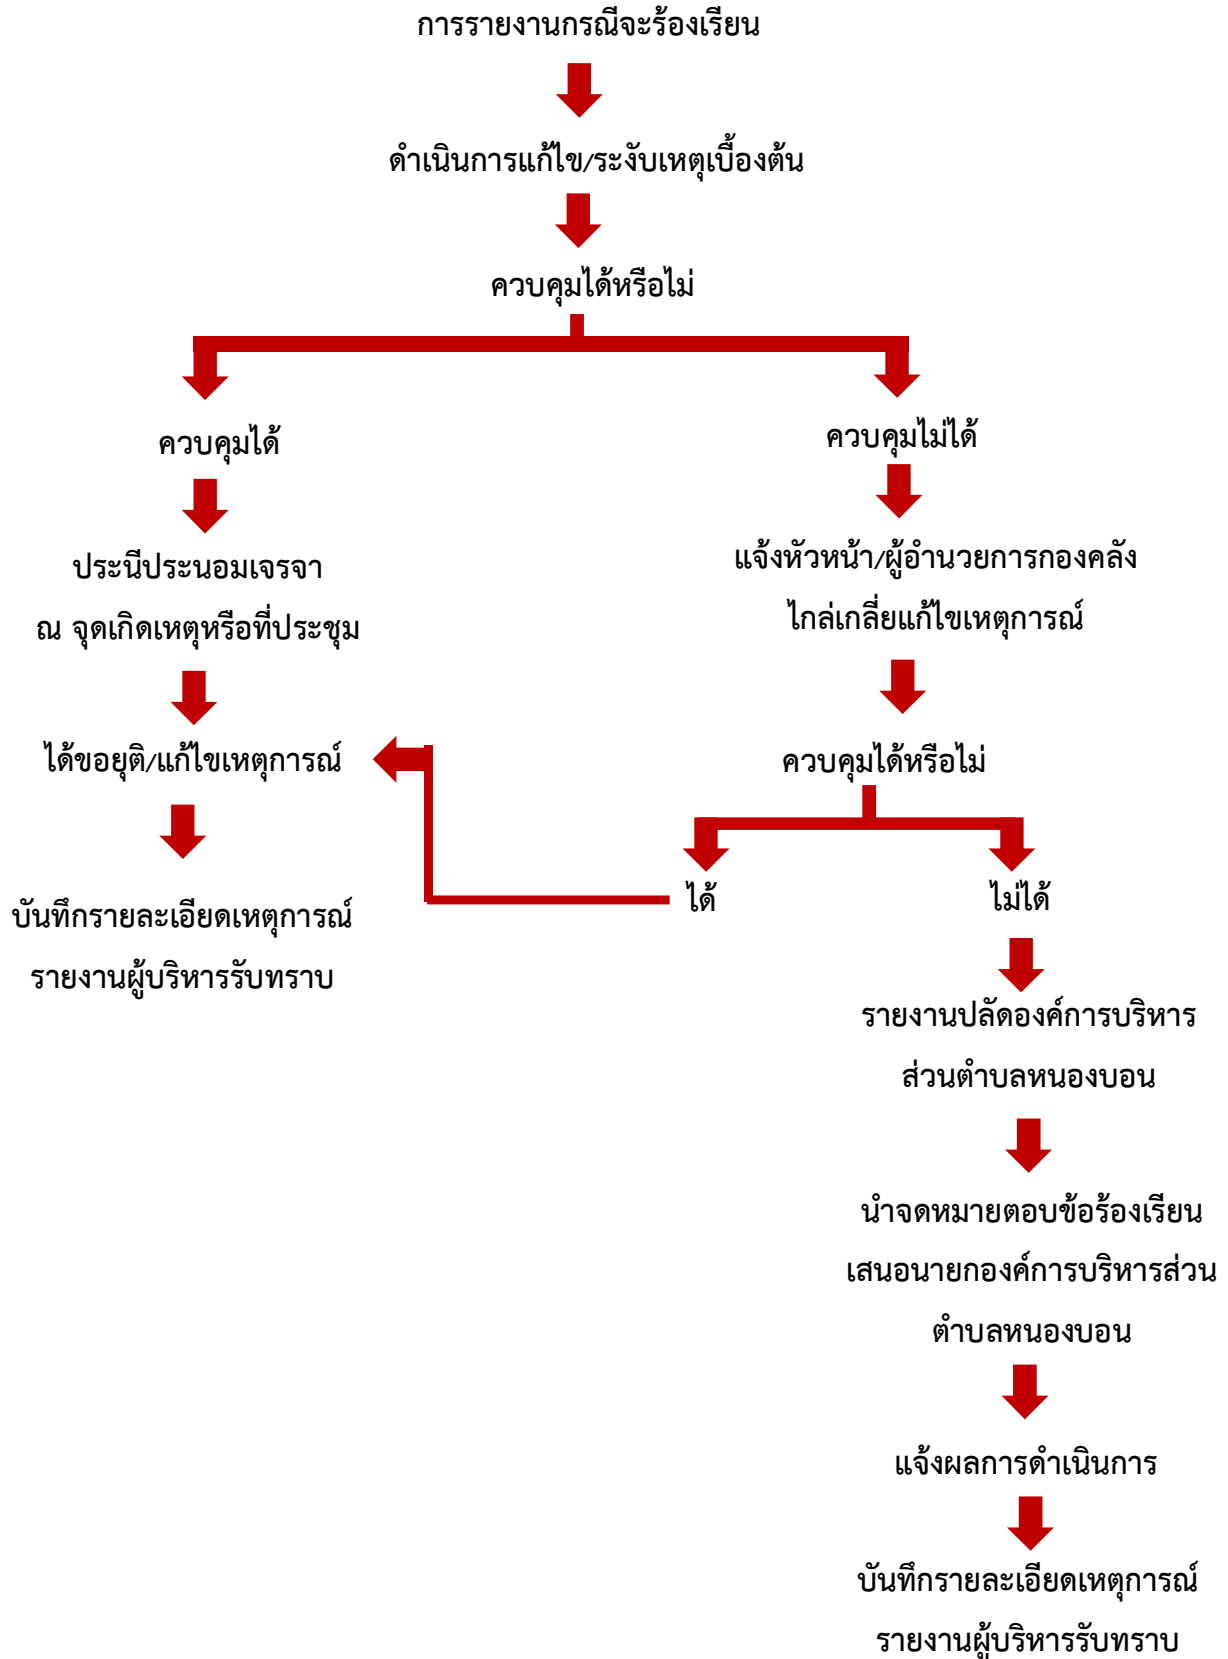 การรายงานกรณีจะร้องเรียน
ดำเนินการแก้ไข/ระงับเหตุเบื้องต้น
ควบคุมได้หรือไม่
ควบคุมได้
ควบคุมไม่ได้
ประนีประนอมเจรจา
ณ จุดเกิดเหตุหรือที่ประชุม
แจ้งหัวหน้า/ผู้อำนวยการกองคลัง
ไกล่เกลี่ยแก้ไขเหตุการณ์
ได้ขอยุติ/แก้ไขเหตุการณ์
ควบคุมได้หรือไม่
ได้
ไม่ได้
บันทึกรายละเอียดเหตุการณ์
รายงานผู้บริหารรับทราบ
รายงานปลัดองค์การบริหาร
ส่วนตำบลหนองบอน
นำจดหมายตอบข้อร้องเรียน
เสนอนายกองค์การบริหารส่วน
ตำบลหนองบอน
แจ้งผลการดำเนินการ
บันทึกรายละเอียดเหตุการณ์
รายงานผู้บริหารรับทราบ